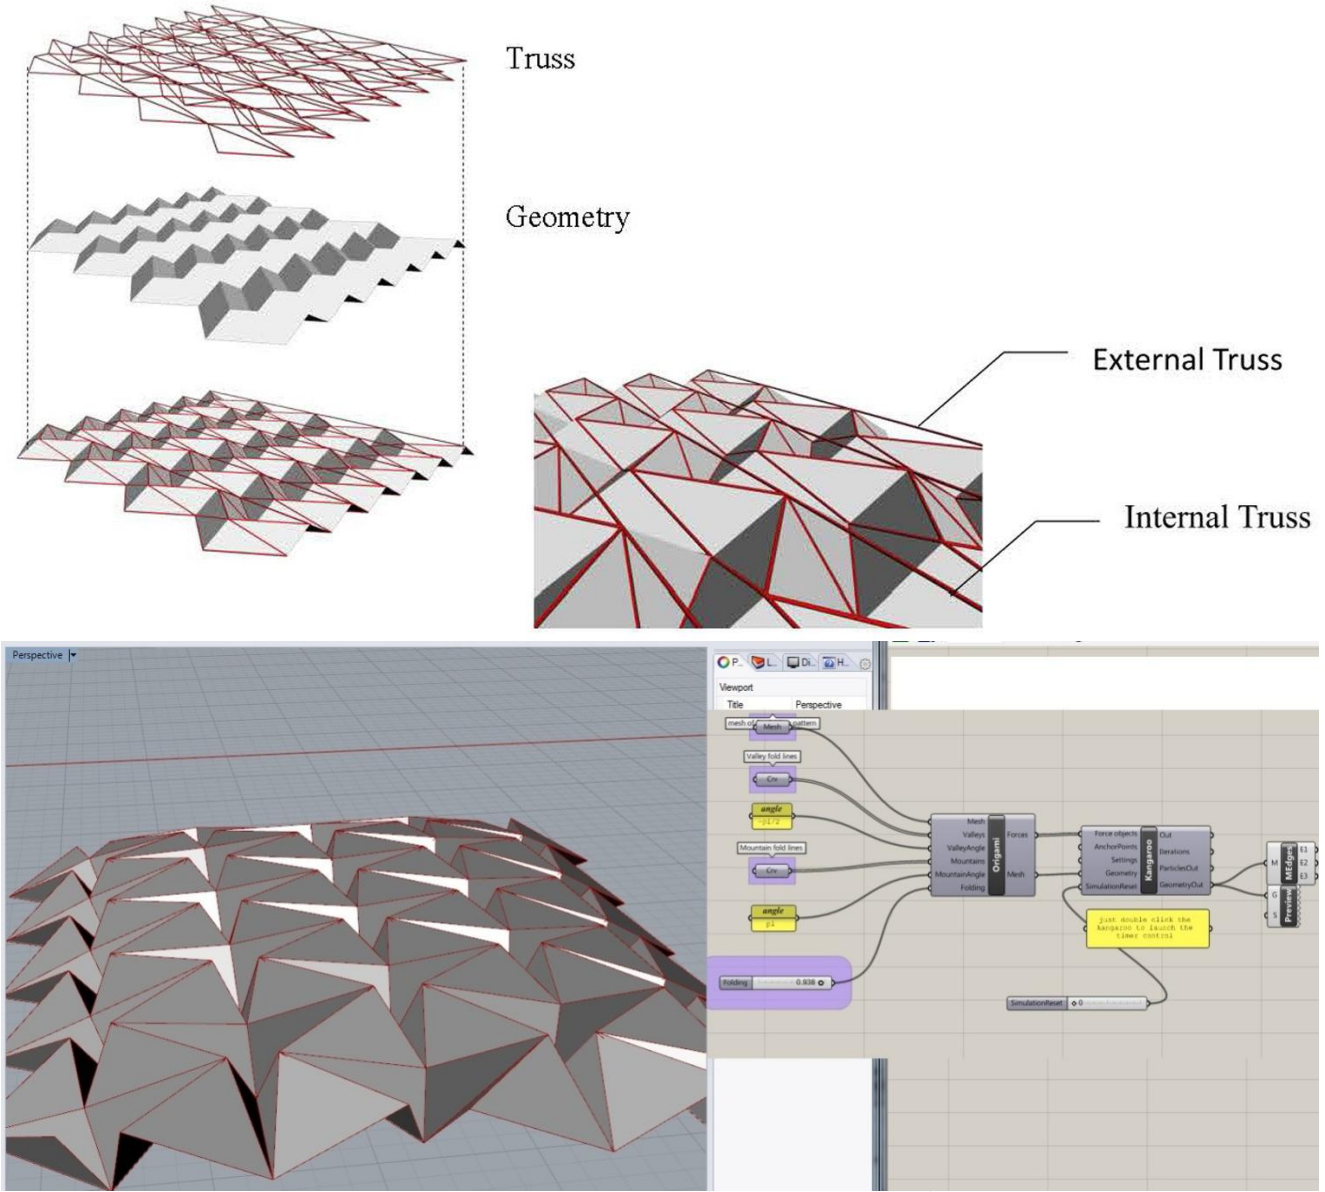 Truss
Geometry
External Truss
Internal Truss
Perspective
P..
L..
Di..
H..
Viewport
Title Perspective
mesh of pattern
Mesh
Valley fold lines
Crv
angle
-pi/2
Mountain fold lines
Crv
angle
pi
Folding 0.938
Mesh
Valleys
ValleyAngle
Mountains
MountainAngle
Folding
Origami
Forces
Mesh
Force objects
AnchorPoints
Settings
Geometry
SimulationReset
Kangaroo
Out
Iterations
ParticlesOut
GeometryOut
M
MEdges
E1
E2
E3
G
S
Preview
just double click the
kangaroo to launch the
timer control
SimulationReset 0